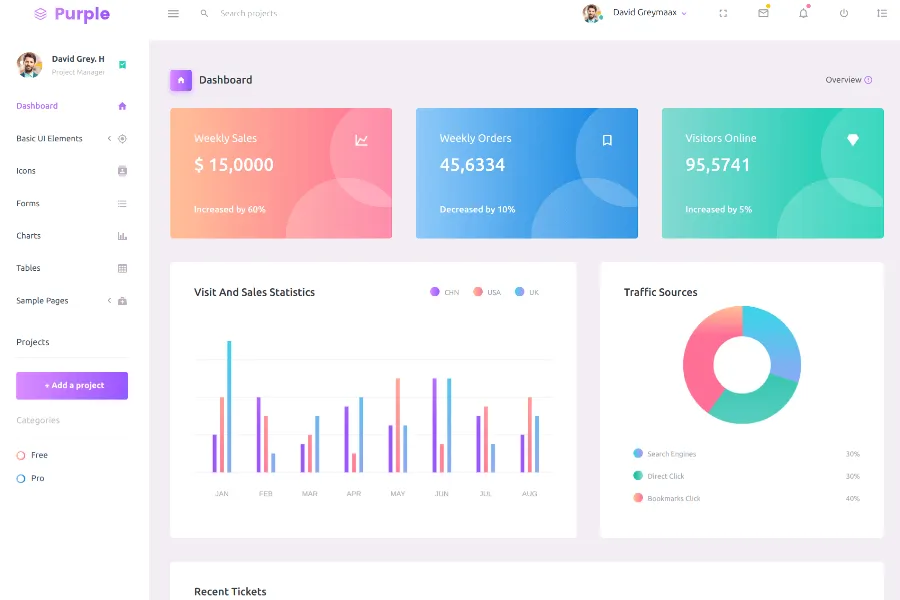 Purple
Search projects
David Greymaax
David Grey. H
Project Manager
Dashboard
Basic UI Elements
Icons
Forms
Charts
Tables
Sample Pages
Projects
+ Add a project
Categories
Free
Pro
Dashboard
Overview
Weekly Sales
$ 15,0000
Increased by 60%
Weekly Orders
45,6334
Decreased by 10%
Visitors Online
95,5741
Increased by 5%
Visit And Sales Statistics
CHN USA UK
JAN FEB MAR APR MAY JUN JUL AUG
Traffic Sources
Search Engines 30%
Direct Click 30%
Bookmarks Click 40%
Recent Tickets